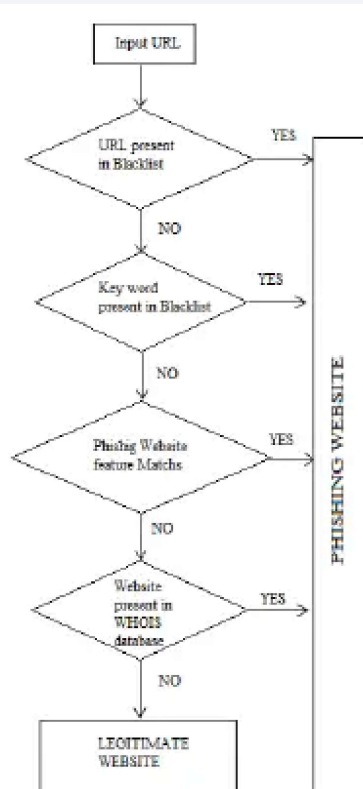 Input URL
URL present
in Blacklist
YES
NO
Key word
present in Blacklist
YES
NO
Phishig Website
feature Matchs
YES
NO
Website
present in
WHOIS
database
YES
NO
LEGITIMATE
WEBSITE
PHISHING WEBSITE